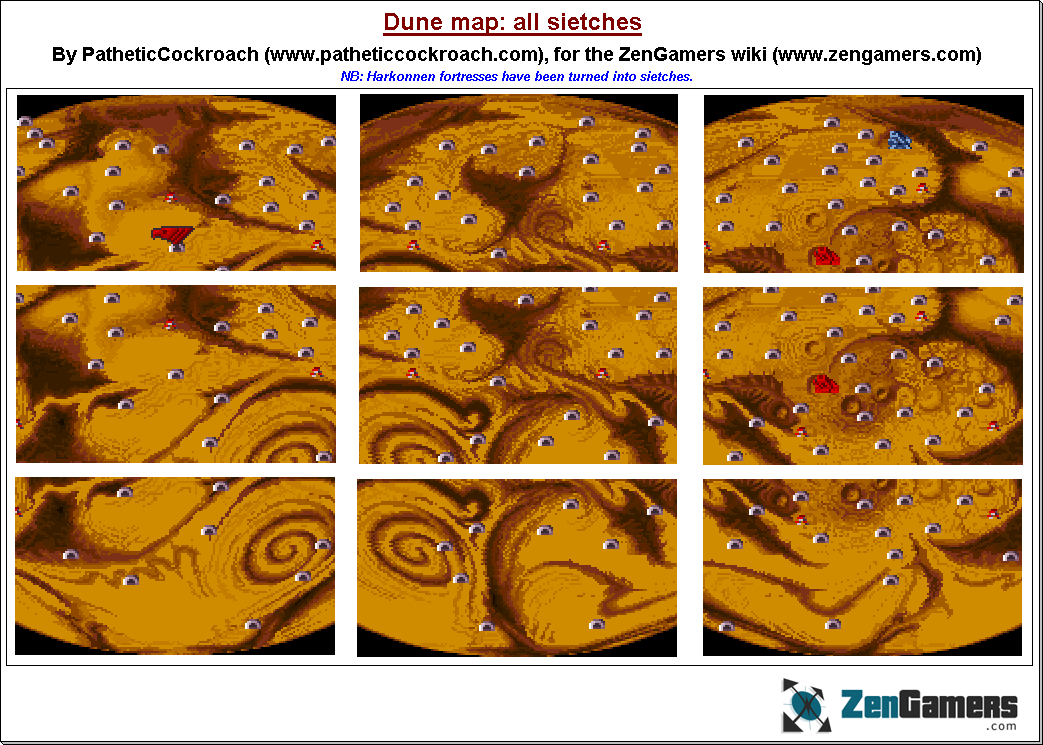 Dune map: all sietches
By PatheticCockroach (www.patheticcockroach.com), for the ZenGamers wiki (www.zengamers.com)
NB: Harkonnen fortresses have been turned into sietches.
ZenGamers
.com